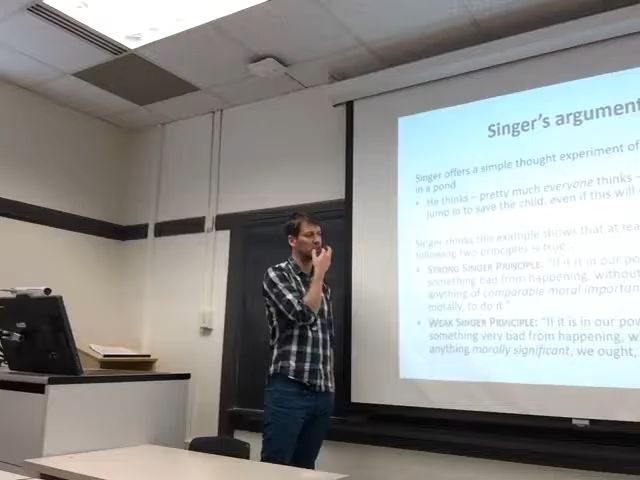 Singer's argument
Singer offers a simple thought experiment of
in a pond
• He thinks – pretty much everyone thinks –
jump in to save the child, even if this will
Singer thinks this example shows that at lea
following two principles is true...
• STRONG SINGER PRINCIPLE: "If it is in our po
something bad from happening, without
anything of comparable moral importan
morally, to do it."
• WEAK SINGER PRINCIPLE: "If it is in our pow
something very bad from happening, w
anything morally significant, we ought,